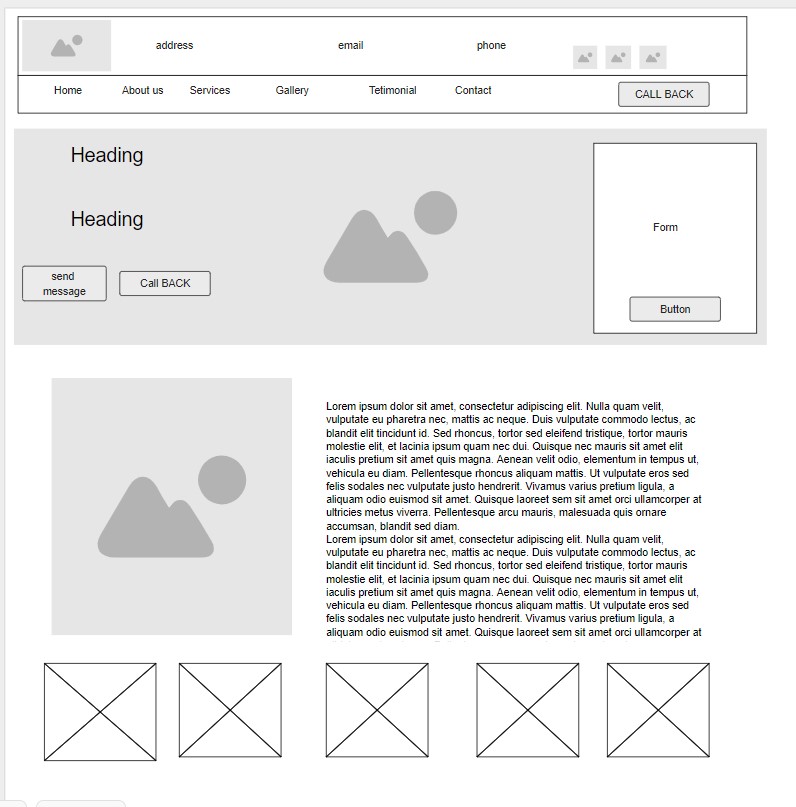 address
email
phone
Home
About us
Services
Gallery
Tetimonial
Contact
CALL BACK
Heading
Heading
send
message
Call BACK
Form
Button
Lorem ipsum dolor sit amet, consectetur adipiscing elit. Nulla quam velit,
vulputate eu pharetra nec, mattis ac neque. Duis vulputate commodo lectus, ac
blandit elit tincidunt id. Sed rhoncus, tortor sed eleifend tristique, tortor mauris
molestie elit, et lacinia ipsum quam nec dui. Quisque nec mauris sit amet elit
iaculis pretium sit amet quis magna. Aenean velit odio, elementum in tempus ut,
vehicula eu diam. Pellentesque rhoncus aliquam mattis. Ut vulputate eros sed
felis sodales nec vulputate justo hendrerit. Vivamus varius pretium ligula, a
aliquam odio euismod sit amet. Quisque laoreet sem sit amet orci ullamcorper at
ultricies metus viverra. Pellentesque arcu mauris, malesuada quis ornare
accumsan, blandit sed diam.
Lorem ipsum dolor sit amet, consectetur adipiscing elit. Nulla quam velit,
vulputate eu pharetra nec, mattis ac neque. Duis vulputate commodo lectus, ac
blandit elit tincidunt id. Sed rhoncus, tortor sed eleifend tristique, tortor mauris
molestie elit, et lacinia ipsum quam nec dui. Quisque nec mauris sit amet elit
iaculis pretium sit amet quis magna. Aenean velit odio, elementum in tempus ut,
vehicula eu diam. Pellentesque rhoncus aliquam mattis. Ut vulputate eros sed
felis sodales nec vulputate justo hendrerit. Vivamus varius pretium ligula, a
aliquam odio euismod sit amet. Quisque laoreet sem sit amet orci ullamcorper at